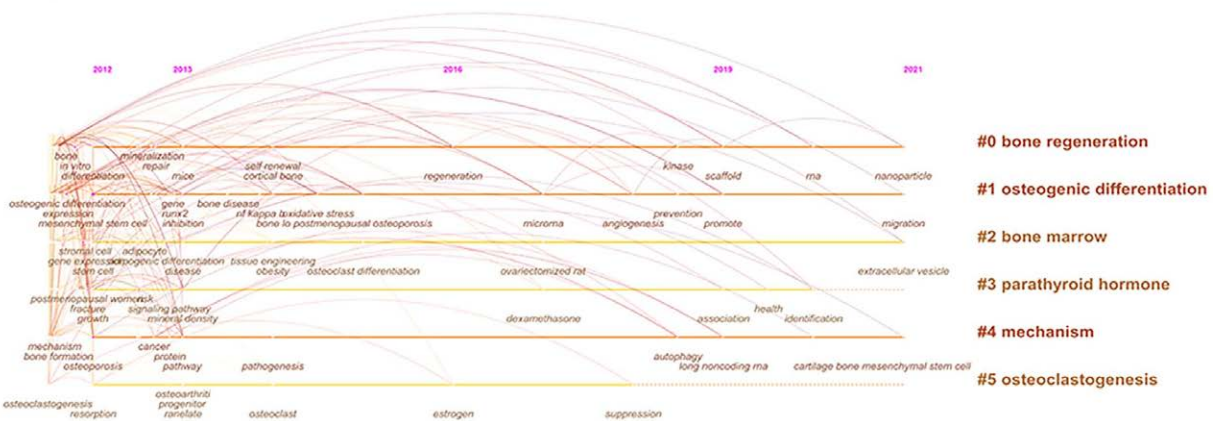 2012 2013 2016 2019 2021
#0 bone regeneration
bone mineralization
in vitro repair self renewal kinase
differentiation mice cortical bone regeneration scaffold rna nanoparticle
#1 osteogenic differentiation
osteogenic differentiation gene bone disease
expression runx2 nf Kappa b oxidative stress prevention
mesenchymal stem cell inhibition bone lo postmenopausal osteoporosis microrna angiogenesis promote migration
#2 bone marrow
stromal cell adipocyte
gene expression adipogenic differentiation tissue engineering
stem cell disease obesity osteoclast differentiation ovariectomized rat extracellular vesicle
#3 parathyroid hormone
postmenopausal women risk
fracture signaling pathway health
growth mineral density dexamethasone association identification
#4 mechanism
mechanism cancer
bone formation protein autophagy
osteoporosis pathway pathogenesis long noncoding rna cartilage bone mesenchymal stem cell
#5 osteoclastogenesis
osteoarthriti
osteoclastogenesis progenitor
resorption ranelate osteoclast estrogen suppression